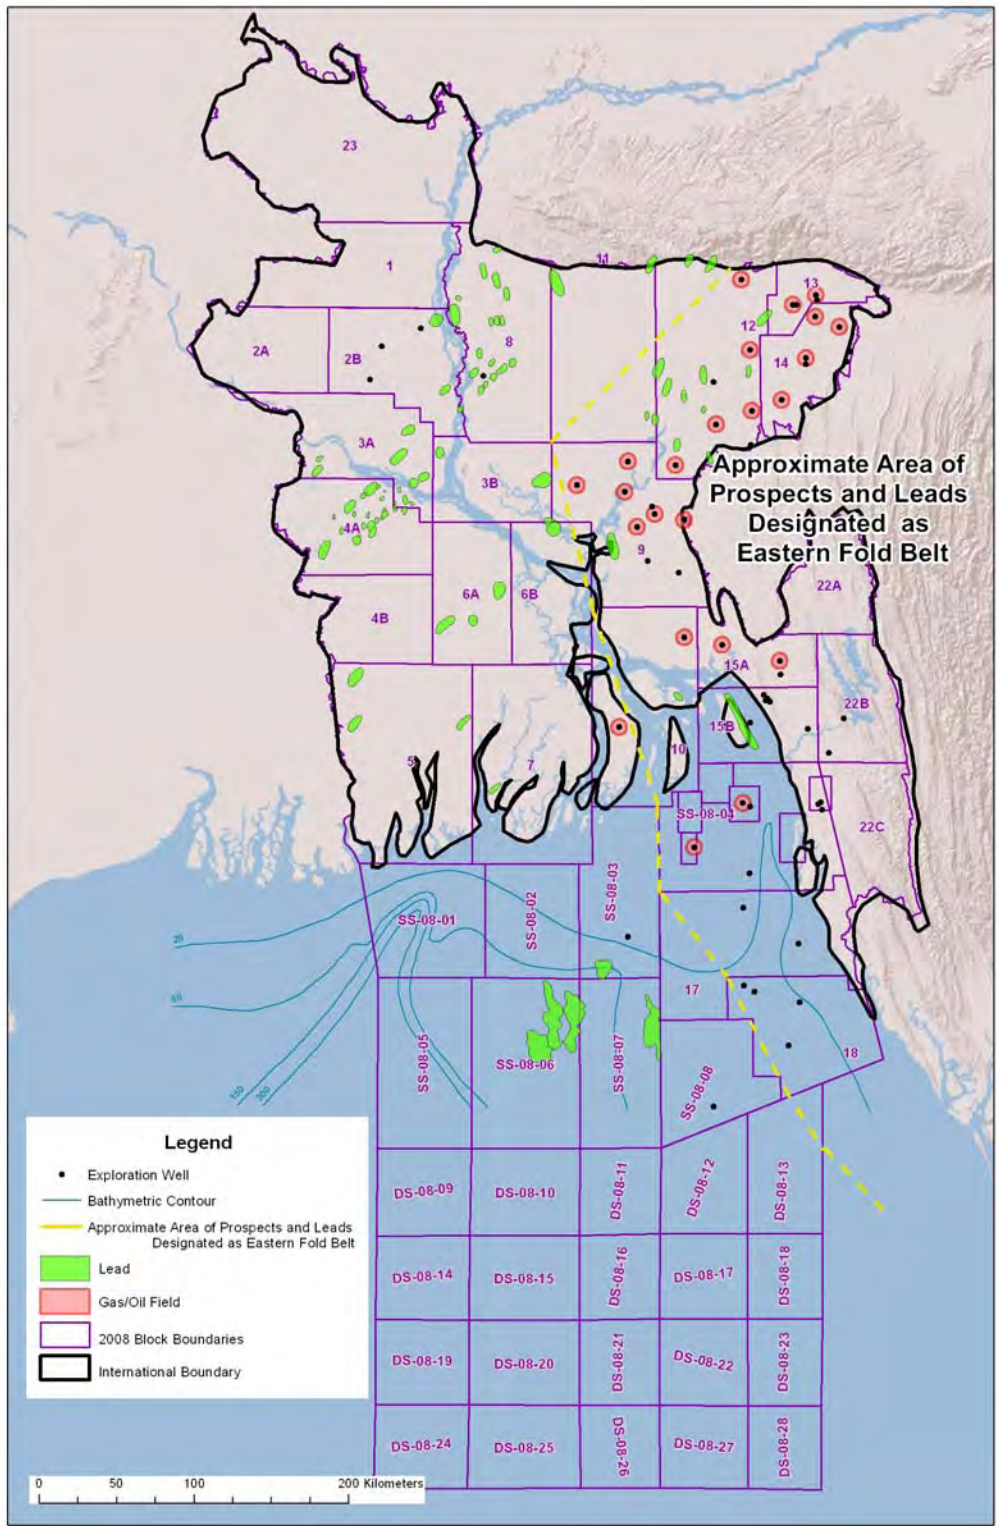 23
1
11
13
12
2A
2B
8
14
3A
3B
4A
9
Approximate Area of
Prospects and Leads
Designated as
Eastern Fold Belt
22A
6A
6B
4B
15A
22B
15B
10
5
7
SS-08-04
22C
SS-08-01
SS-08-02
SS-08-03
17
18
SS-08-05
SS-08-06
SS-08-07
SS-08-08
150
300
DS-08-09
DS-08-10
DS-08-11
DS-08-12
DS-08-13
DS-08-14
DS-08-15
DS-08-16
DS-08-17
DS-08-18
DS-08-19
DS-08-20
DS-08-21
DS-08-22
DS-08-23
DS-08-24
DS-08-25
DS-08-26
DS-08-27
DS-08-28
Legend
Exploration Well
Bathymetric Contour
Approximate Area of Prospects and Leads
Designated as Eastern Fold Belt
Lead
Gas/Oil Field
2008 Block Boundaries
International Boundary
0 50 100 200 Kilometers